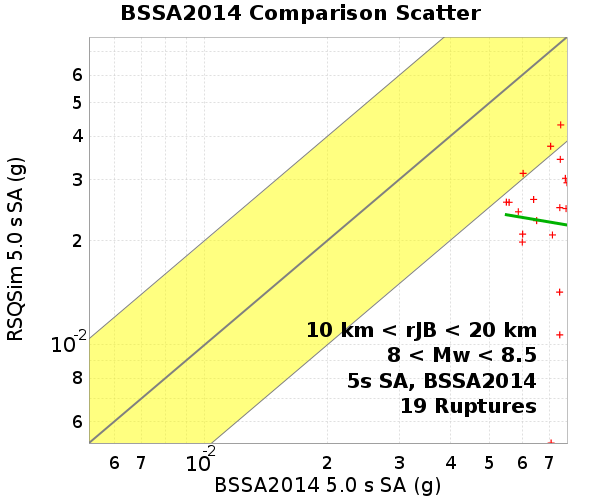 BSSA2014 Comparison Scatter
RSQSim 5.0 s SA (g)
6
5
4
3
2
10-2
8
6
10 km < rJB < 20 km
8 < Mw < 8.5
5s SA, BSSA2014
19 Ruptures
6 7 10-2 2 3 4 5 6 7
BSSA2014 5.0 s SA (g)